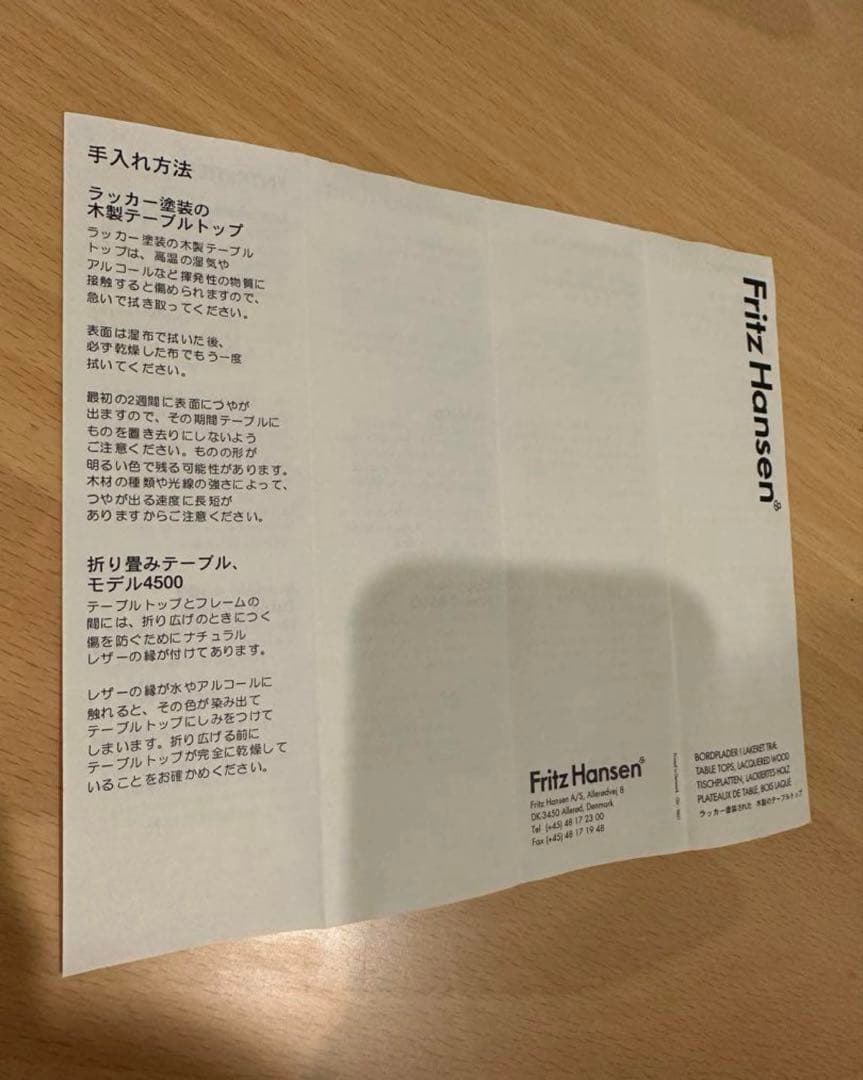 手入れ方法
ラッカー塗装の
木製テーブルトップ
ラッカー塗装の木製テーブル
トップは、高温の湿気や
アルコールなど揮発性の物質に
接触すると傷められますので、
急いで拭き取ってください。
表面は湿布で拭いた後、
必ず乾燥した布でもう一度
拭いてください。
最初の2週間に表面につやが
出ますので、その期間テーブルに
ものを置き去りにしないよう
ご注意ください。ものの形が
明るい色で残る可能性があります。
木材の種類や光線の強さによって、
つやが出る速度に長短が
ありますからご注意ください。
折り畳みテーブル、
モデル4500
テーブルトップとフレームの
間には、折り広げのときにつく
傷を防ぐためにナチュラル
レザーの縁が付けてあります。
レザーの縁が水やアルコールに
触れると、その色が染み出て
テーブルトップにしみをつけて
しまいます。折り広げる前に
テーブルトップが完全に乾燥して
いることをお確かめください。
Fritz Hansen
Fritz Hansen A/S, Allerødvej 8
DK-3450 Allerød, Denmark
Tel (+45) 48 17 23 00
Fax (+45) 48 17 19 48
Printed in Denmark
Fritz Hansen
BORDPLADER I LAKERET TRÆ
TABLE TOPS, LACQUERED WOOD
TISCHPLATTEN, LACKIERTES HOLZ
PLATEAUX DE TABLE, BOIS LAQUÉ
ラッカー塗装された 木製のテーブルトップ